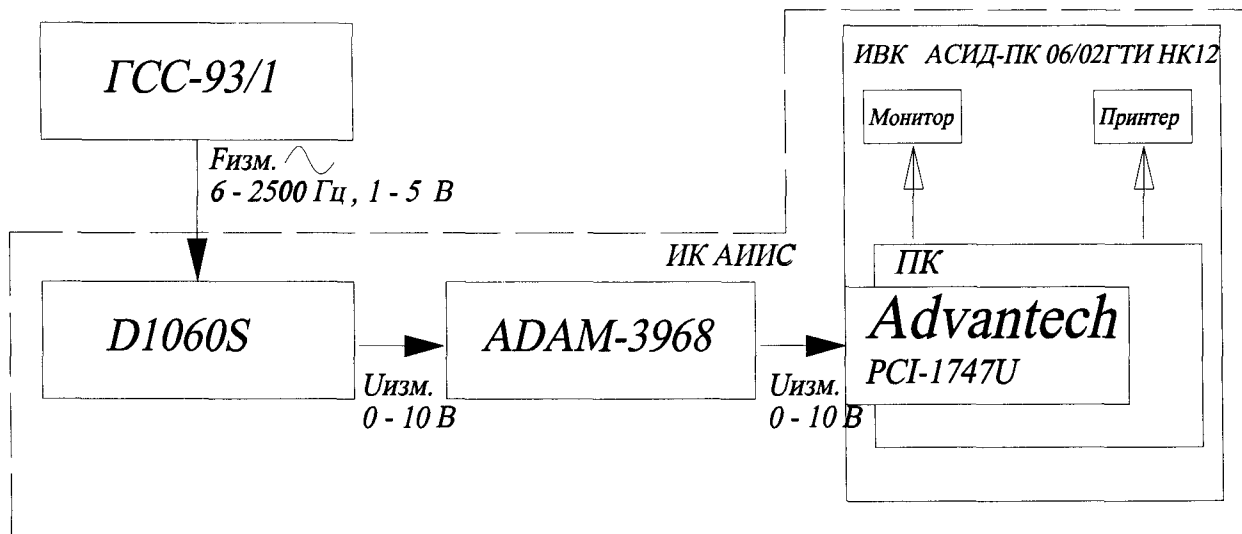 ГСС-93/1
Fизм.
6 - 2500 Гц , 1 - 5 В
ИВК АСИД-ПК 06/02ГТИ НК12
Монитор
Принтер
ИК АИИС
ПК
D1060S
ADAM-3968
Advantech
PCI-1747U
Uизм.
0 - 10 В
Uизм.
0 - 10 В